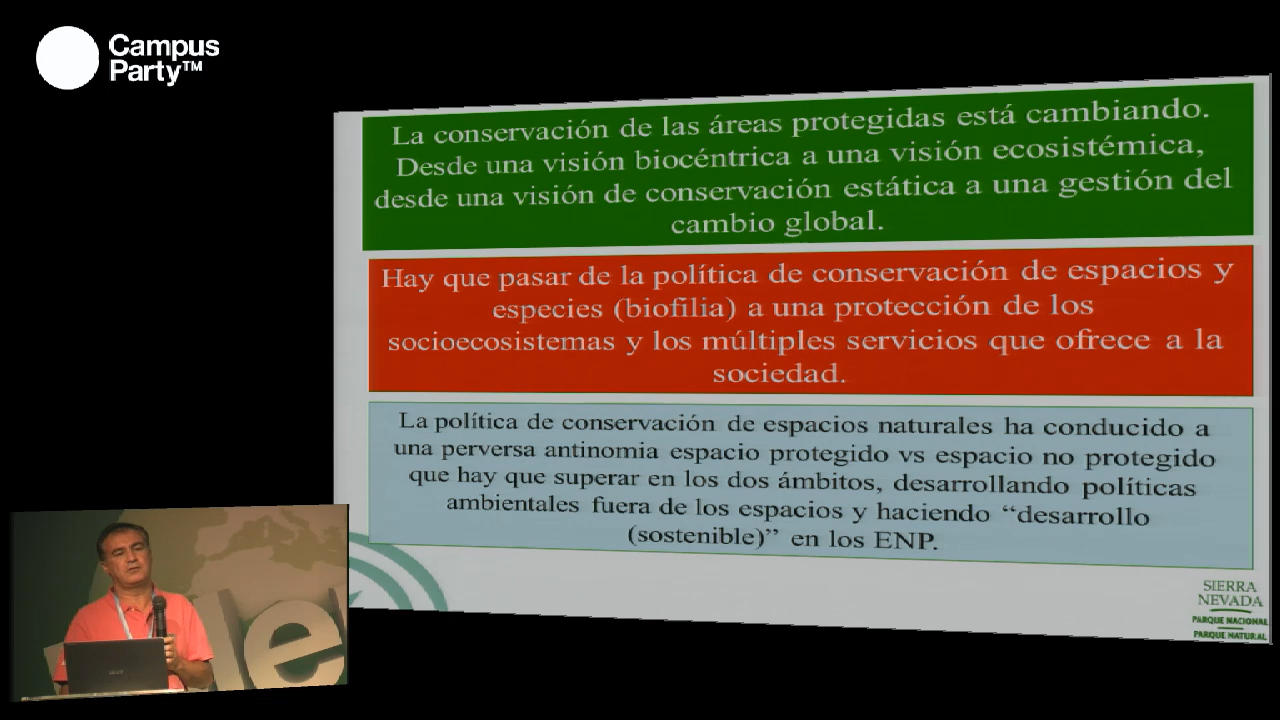 Campus
Party™
La conservación de las áreas protegidas está cambiando.
Desde una visión biocéntrica a una visión ecosistémica,
desde una visión de conservación estática a una gestión del
cambio global.
Hay que pasar de la política de conservación de espacios y
especies (biofilia) a una protección de los
socioecosistemas y los múltiples servicios que ofrece a la
sociedad.
La política de conservación de espacios naturales ha conducido a
una perversa antinomia espacio protegido vs espacio no protegido
que hay que superar en los dos ámbitos, desarrollando políticas
ambientales fuera de los espacios y haciendo “desarrollo
(sostenible)” en los ENP.
SIERRA
NEVADA
PARQUE NACIONAL
PARQUE NATURAL
le